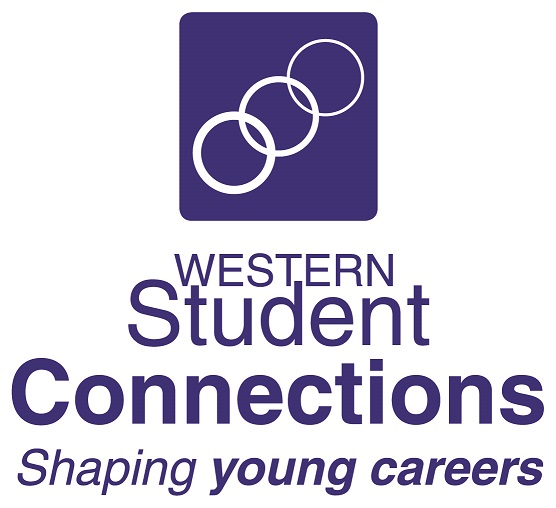 WESTERN
Student
Connections
Shaping young careers